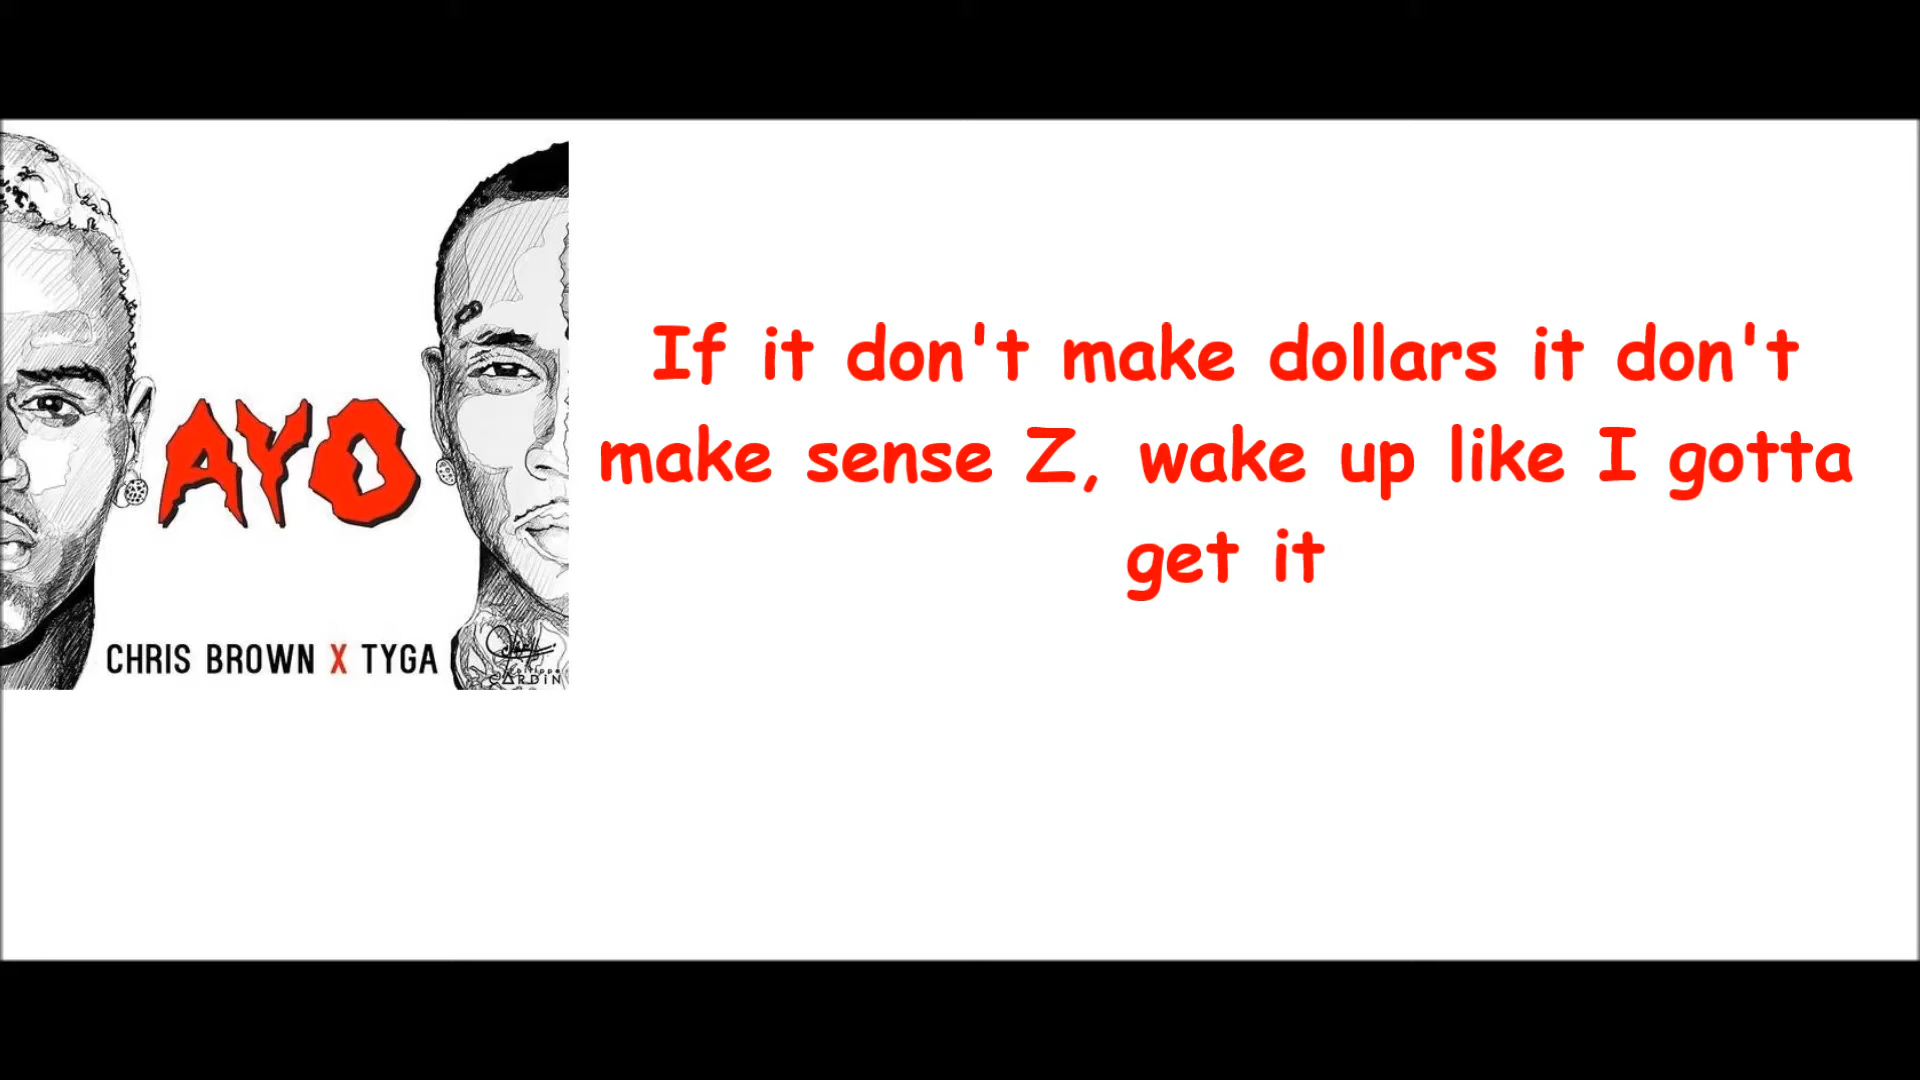 AYO
CHRIS BROWN X TYGA
CARDiN
If it don't make dollars it don't
make sense Z, wake up like I gotta
get it